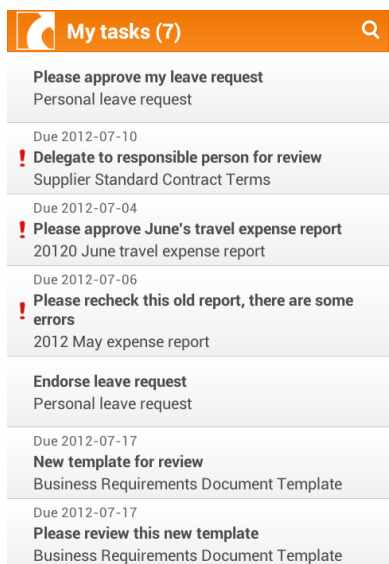 My tasks (7)
Please approve my leave request
Personal leave request
Due 2012-07-10
Delegate to responsible person for review
Supplier Standard Contract Terms
Due 2012-07-04
Please approve June's travel expense report
20120 June travel expense report
Due 2012-07-06
Please recheck this old report, there are some
errors
2012 May expense report
Endorse leave request
Personal leave request
Due 2012-07-17
New template for review
Business Requirements Document Template
Due 2012-07-17
Please review this new template
Business Requirements Document Template